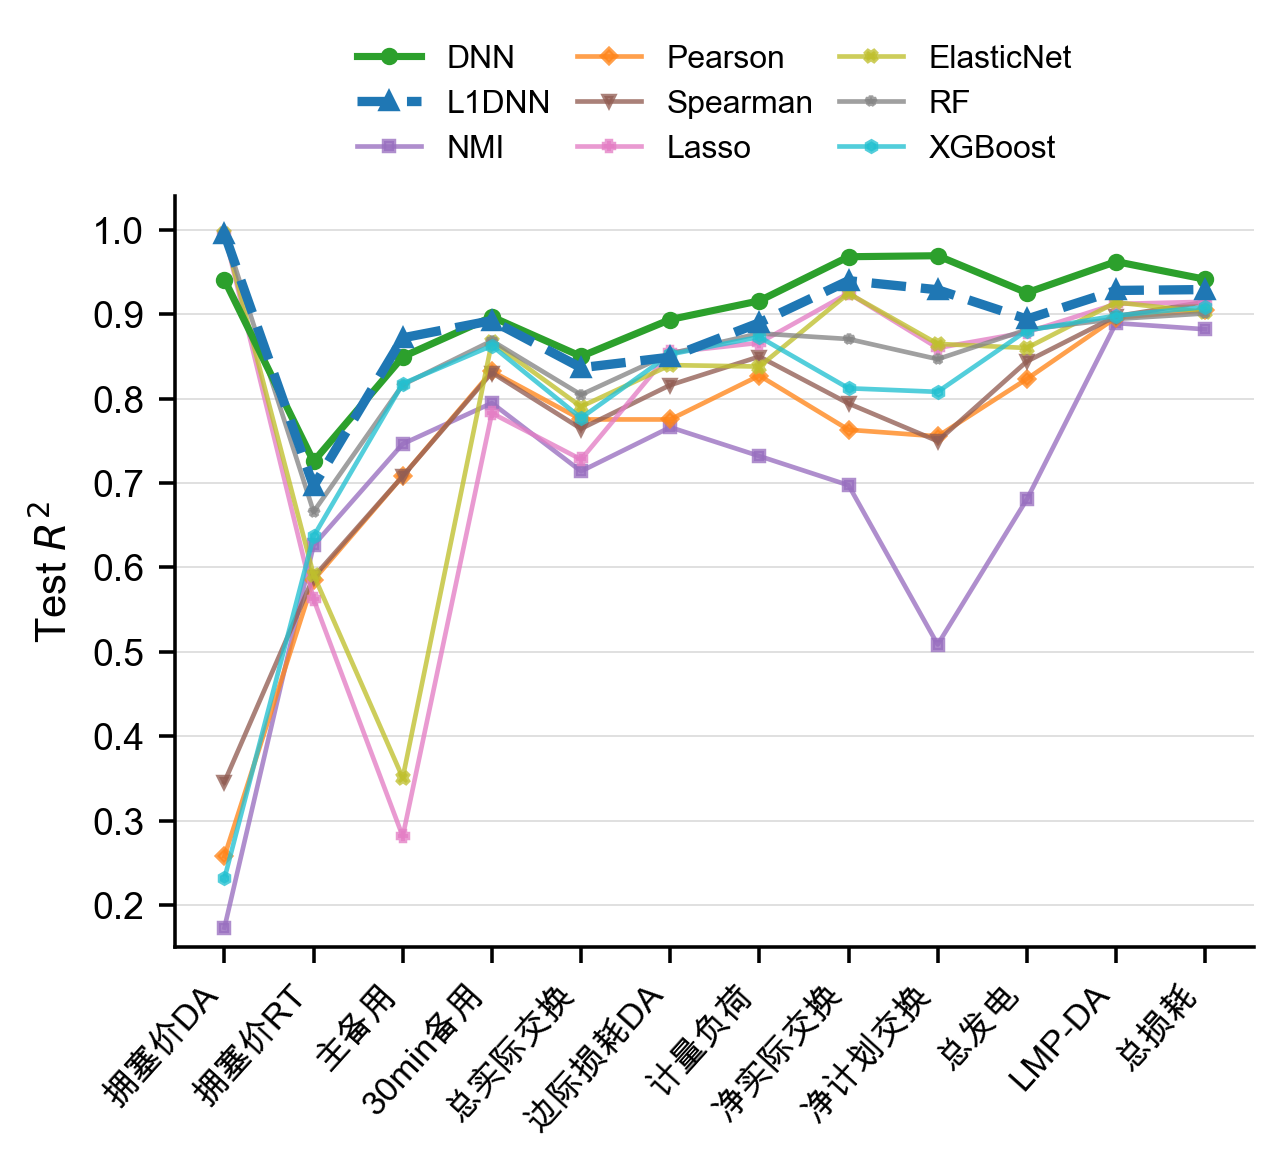 DNN
L1DNN
NMI
Pearson
Spearman
Lasso
ElasticNet
RF
XGBoost
Test R²
1.0
0.9
0.8
0.7
0.6
0.5
0.4
0.3
0.2
拥塞价DA
拥塞价RT
主备用
30min备用
总实际交换
边际损耗DA
计量负荷
净实际交换
净计划交换
总发电
LMP-DA
总损耗